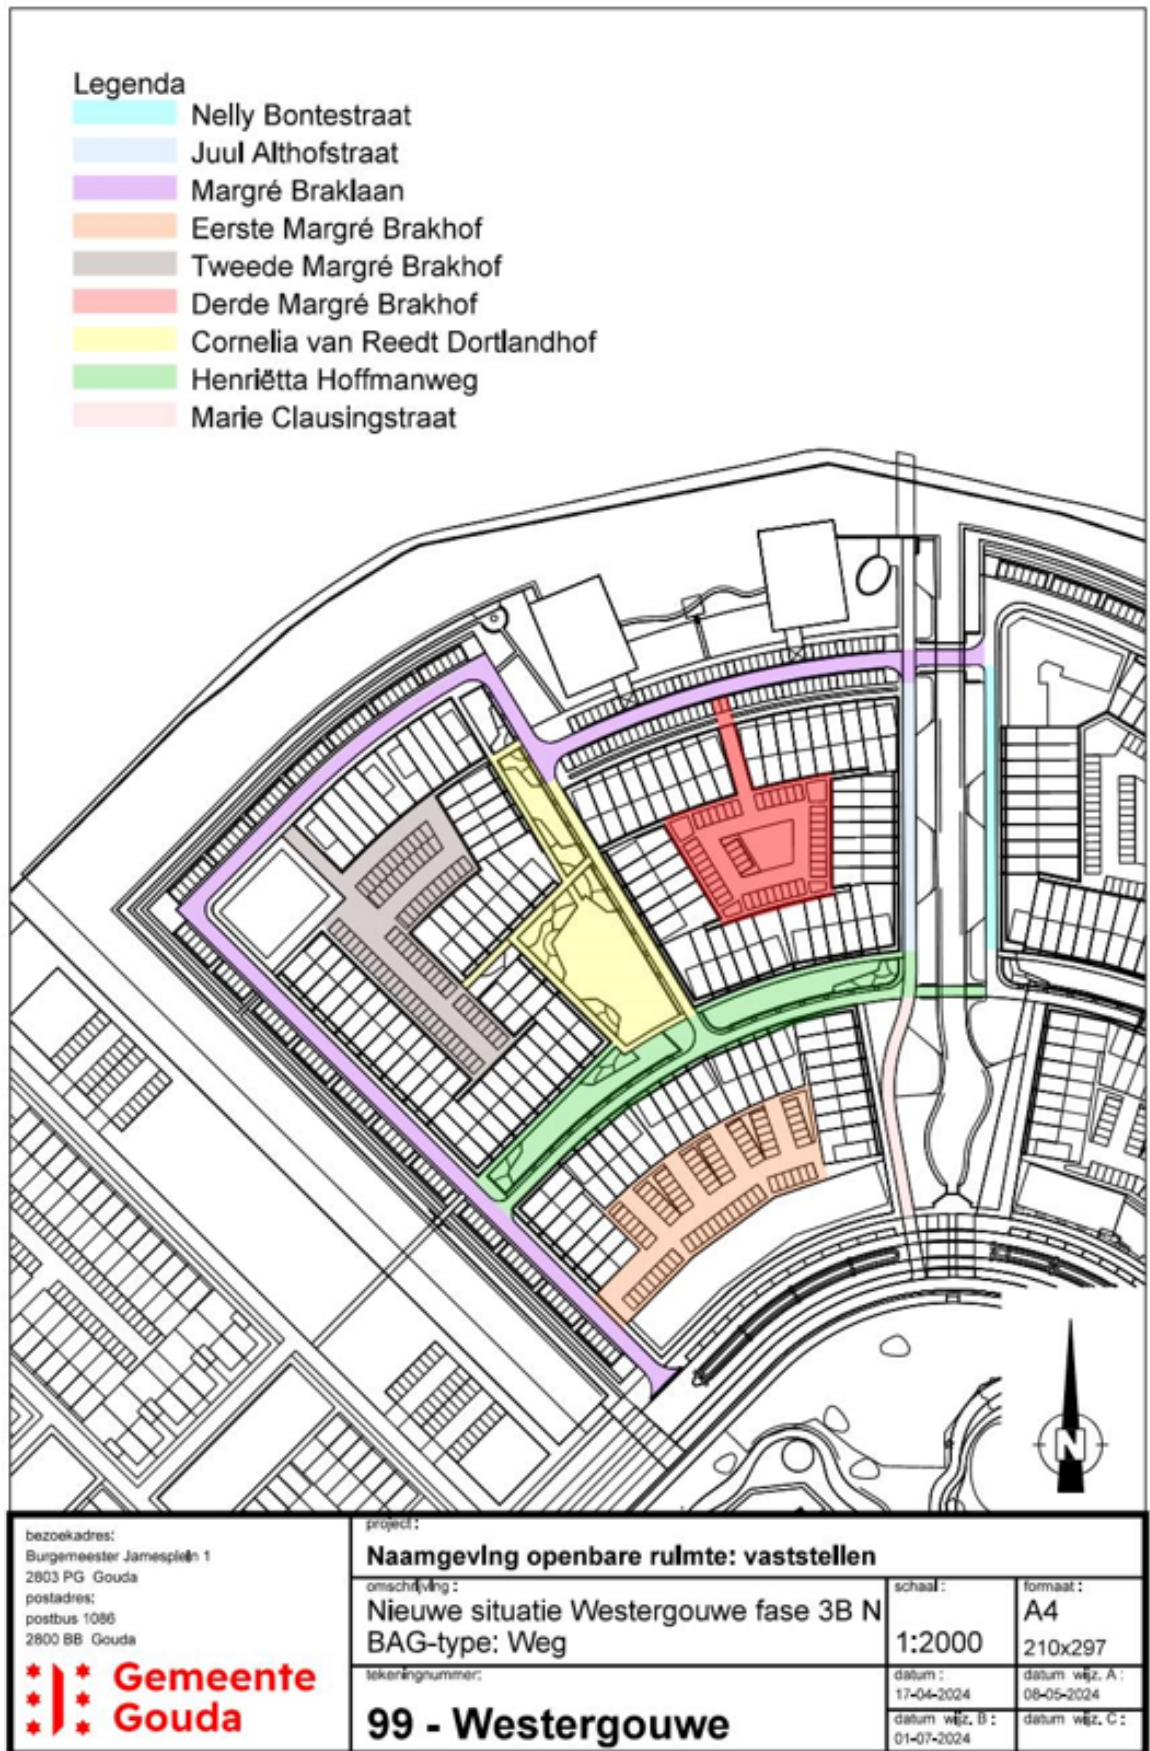 Legenda
Nelly Bontestraat
Juul Althofstraat
Margré Braklaan
Eerste Margré Brakhof
Tweede Margré Brakhof
Derde Margré Brakhof
Cornelia van Reedt Dortlandhof
Henriëtta Hoffmanweg
Marie Clausingstraat
N
bezoekadres:
Burgemeester Jamesplein 1
2803 PG Gouda
postadres:
postbus 1086
2800 BB Gouda
Gemeente
Gouda
project:
Naamgeving openbare ruimte: vaststellen
omschrijving:
Nieuwe situatie Westergouwe fase 3B N
BAG-type: Weg
schaal:
1:2000
formaat:
A4
210x297
tekeningnummer:
99 - Westergouwe
datum:
17-04-2024
datum wijz. A:
08-05-2024
datum wijz. B:
01-07-2024
datum wijz. C: